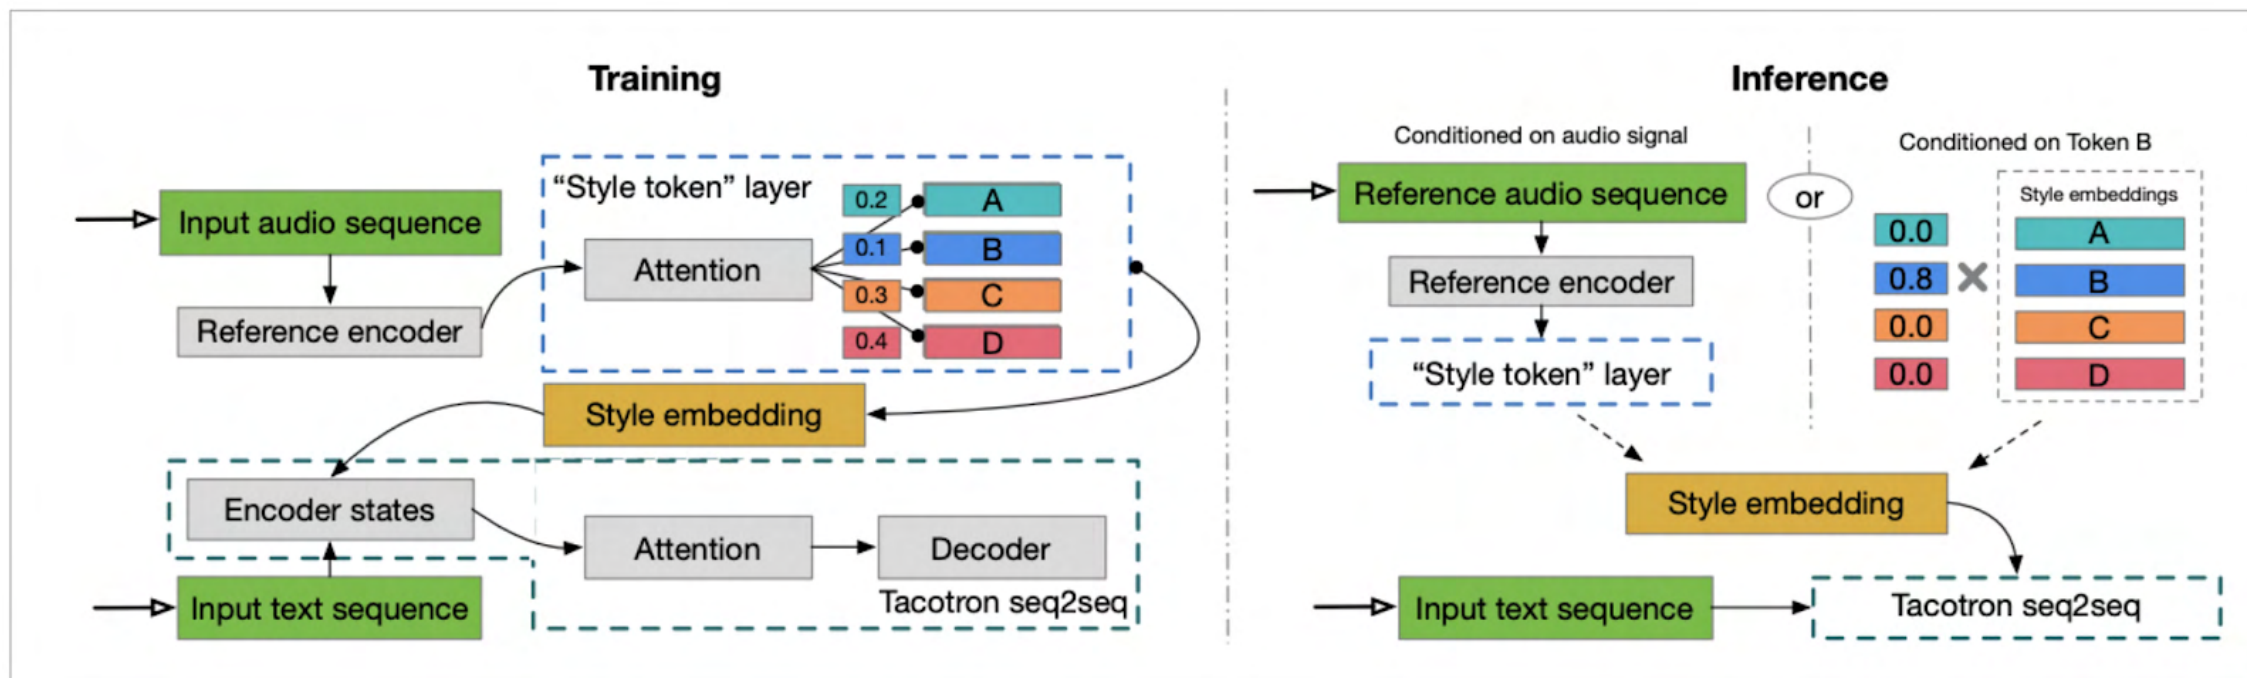 Training
"Style token" layer
Input audio sequence
Reference encoder
Attention
0.2 A
0.1 B
0.3 C
0.4 D
Style embedding
Encoder states
Attention
Decoder
Tacotron seq2seq
Input text sequence
Inference
Conditioned on audio signal
Reference audio sequence
Reference encoder
“Style token” layer
or
Conditioned on Token B
Style embeddings
0.0 A
0.8 B
0.0 C
0.0 D
Style embedding
Input text sequence
Tacotron seq2seq